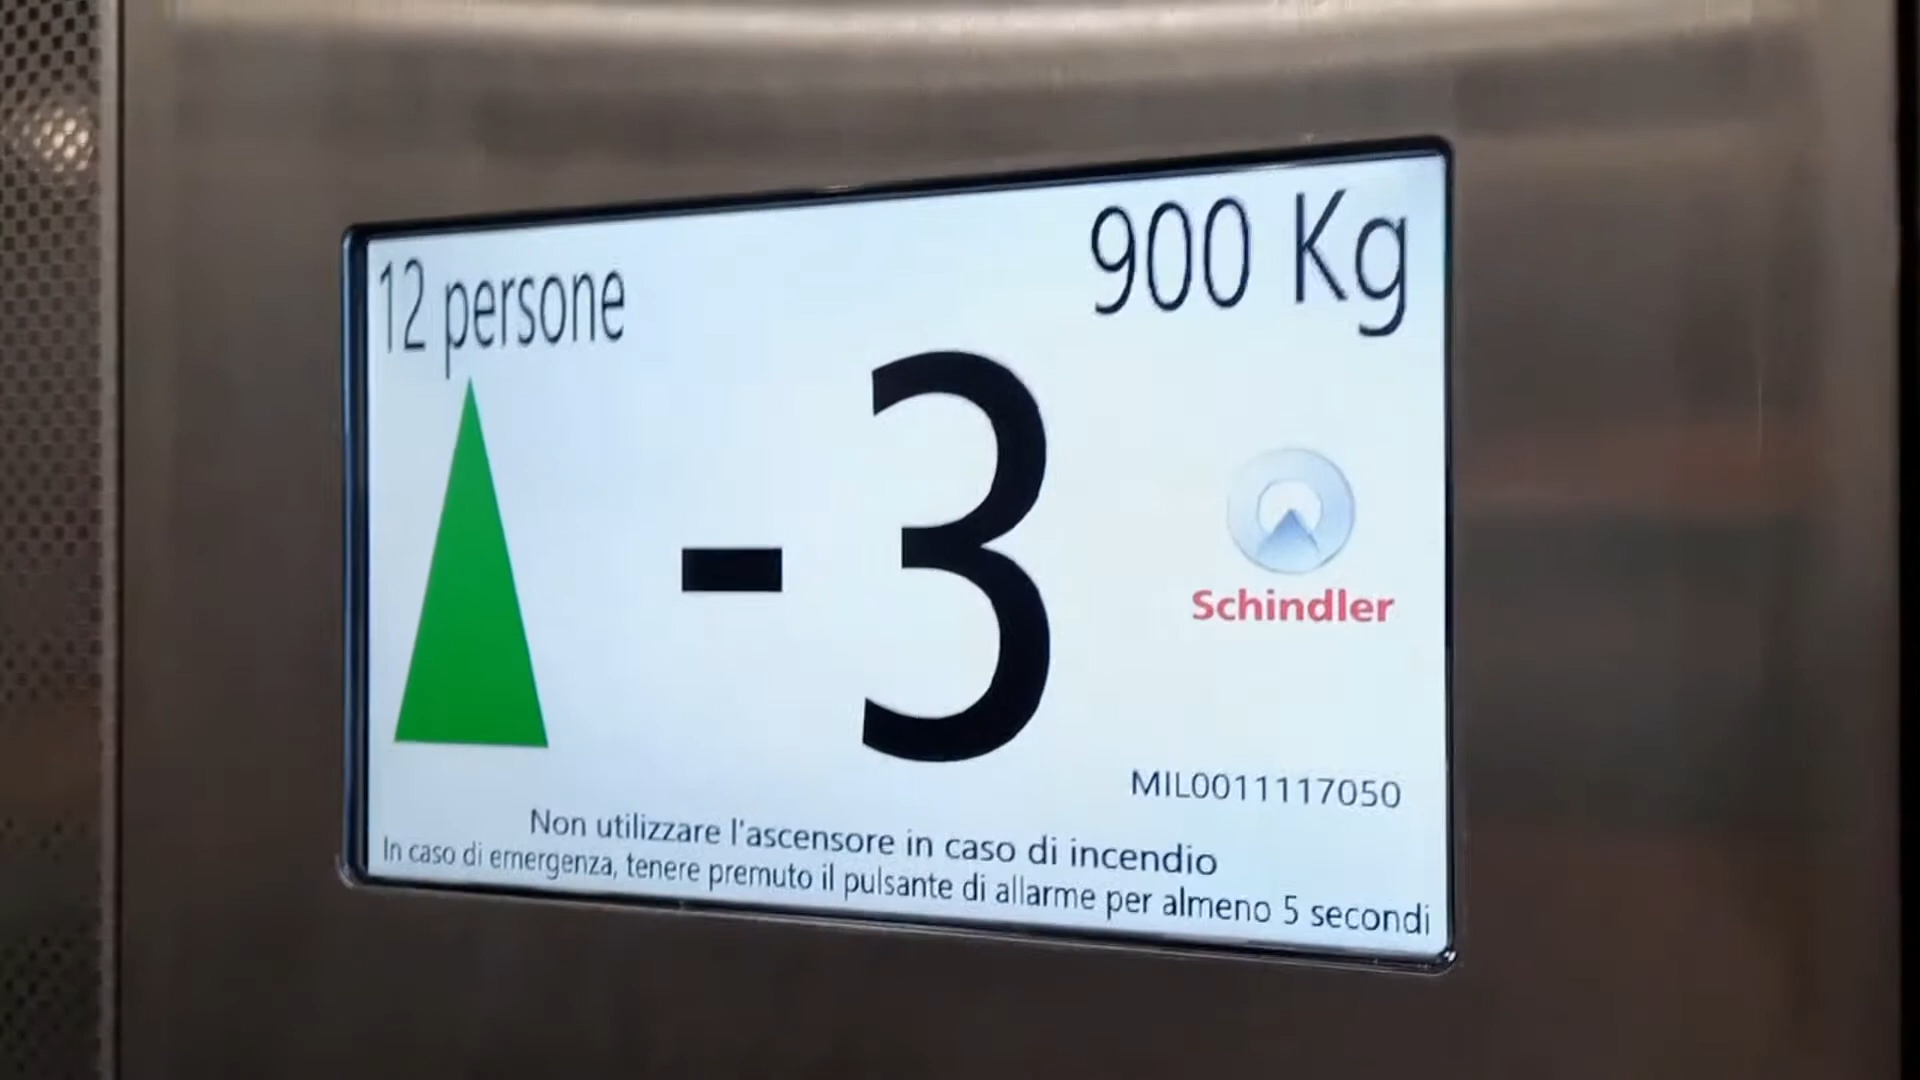 12 persone
900 Kg
-3
Schindler
MIL0011117050
Non utilizzare l'ascensore in caso di incendio
In caso di emergenza, tenere premuto il pulsante di allarme per almeno 5 secondi